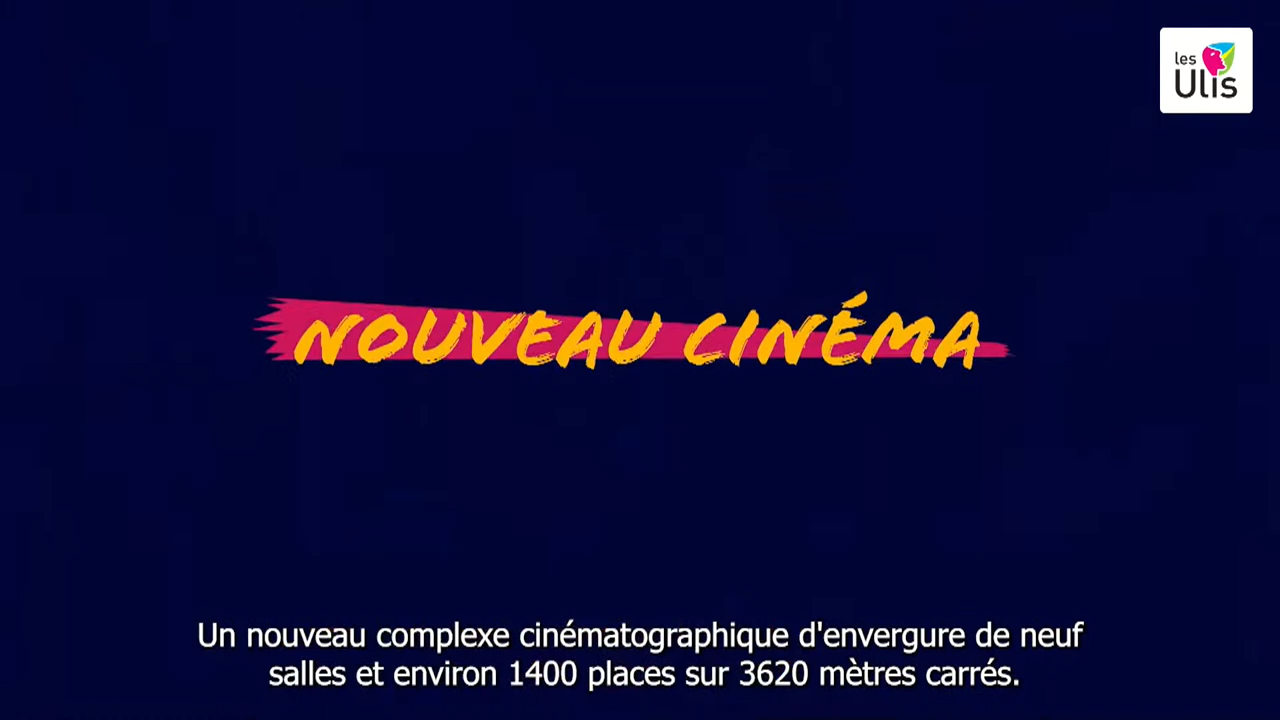 les
Ulis
NOUVEAU CINÉMA
Un nouveau complexe cinématographique d'envergure de neuf
salles et environ 1400 places sur 3620 mètres carrés.